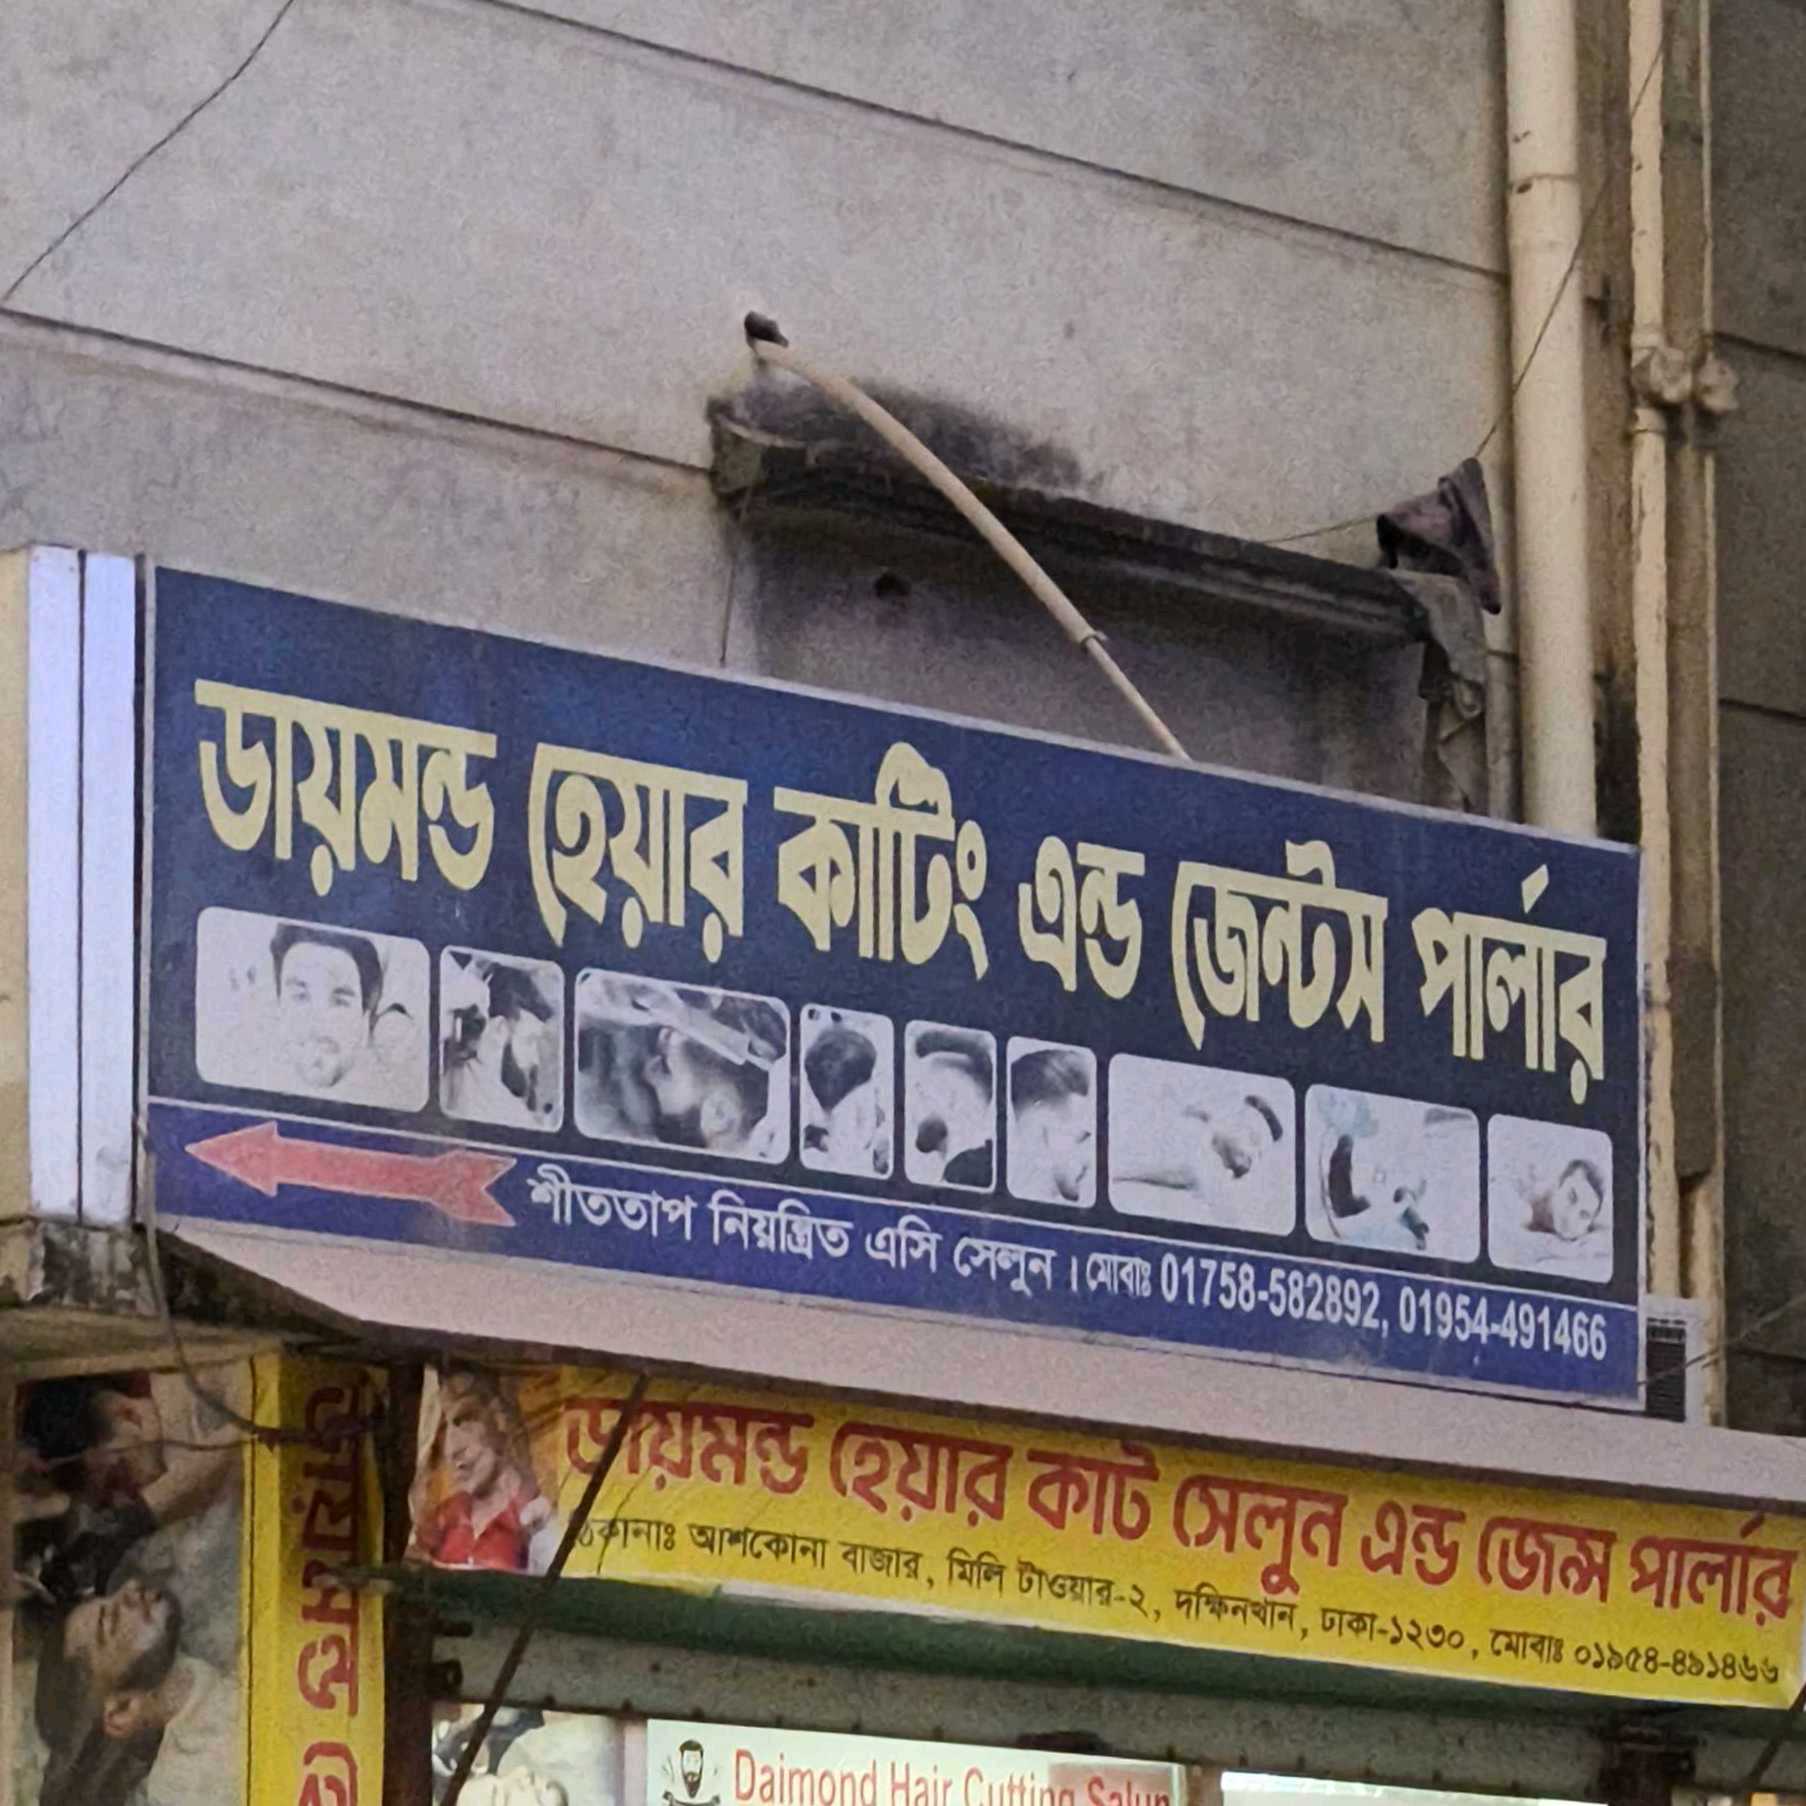 ডায়মন্ড হেয়ার কাটিং এন্ড জেন্টস পার্লার
শীততাপ নিয়ন্ত্রিত এসি সেলুন । মোবাঃ 01758-582892, 01954-491466
ডায়মন্ড হেয়ার কাট সেলুন এন্ড জেন্স পার্লার
ঠিকানাঃ আশকোনা বাজার, মিলি টাওয়ার-২, দক্ষিনখান, ঢাকা-১২৩০, মোবাঃ ০১৯৫৪-৪৯১৪৬৬
ডায়মন্ড
Daimond Hair Cutting Salun